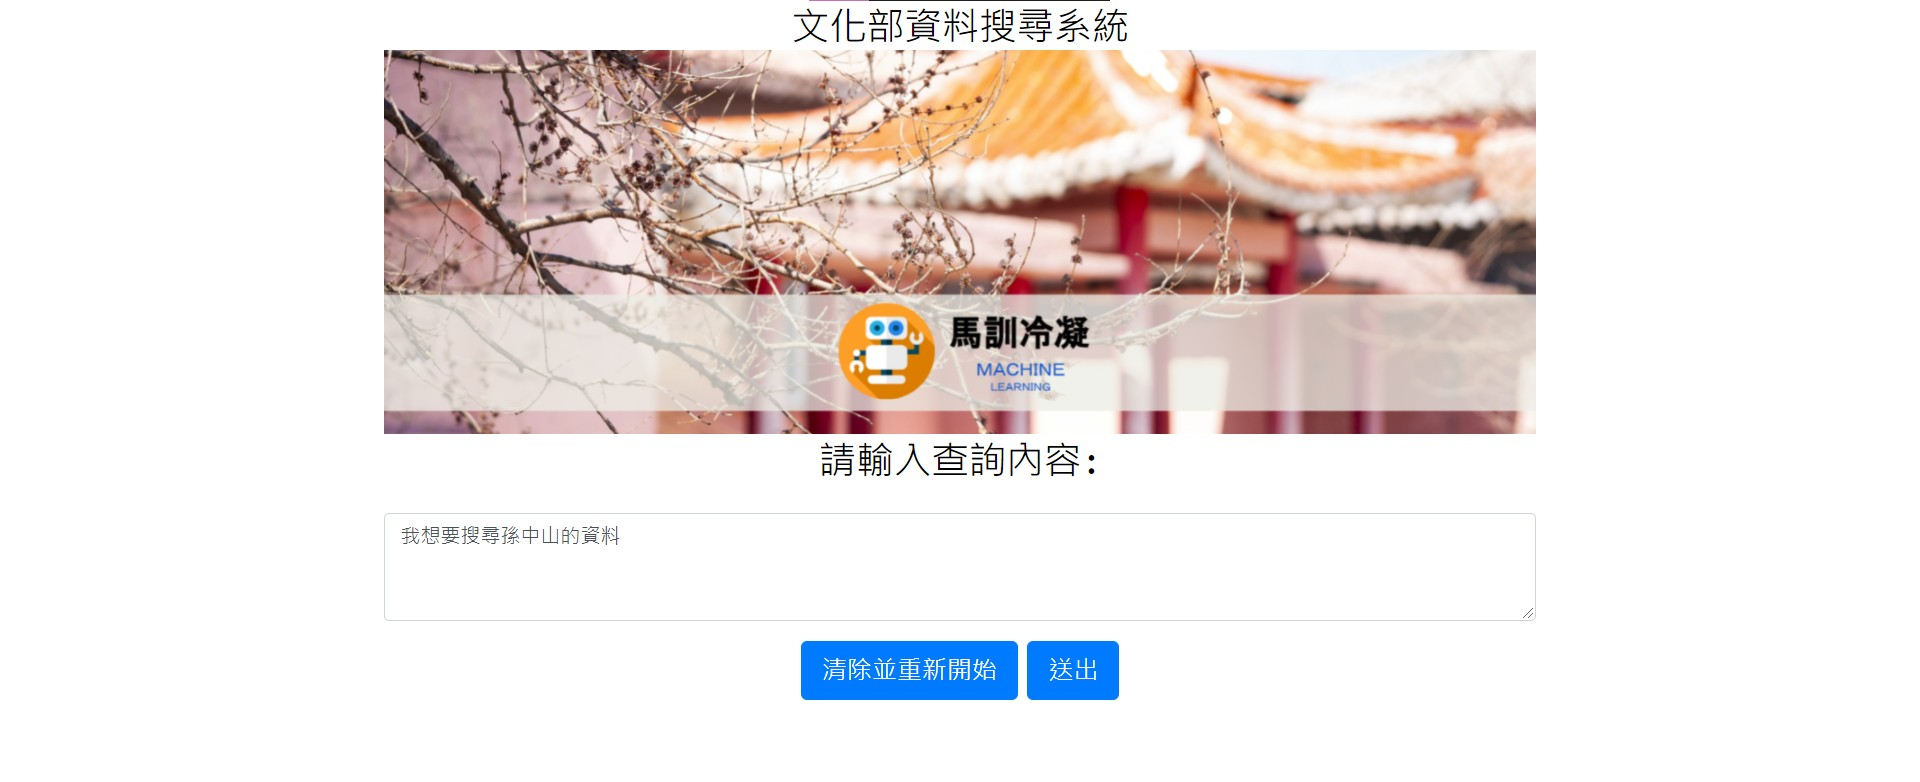 文化部資料搜尋系統
馬訓冷凝
MACHINE
LEARNING
請輸入查詢內容:
我想要搜尋孫中山的資料
清除並重新開始
送出